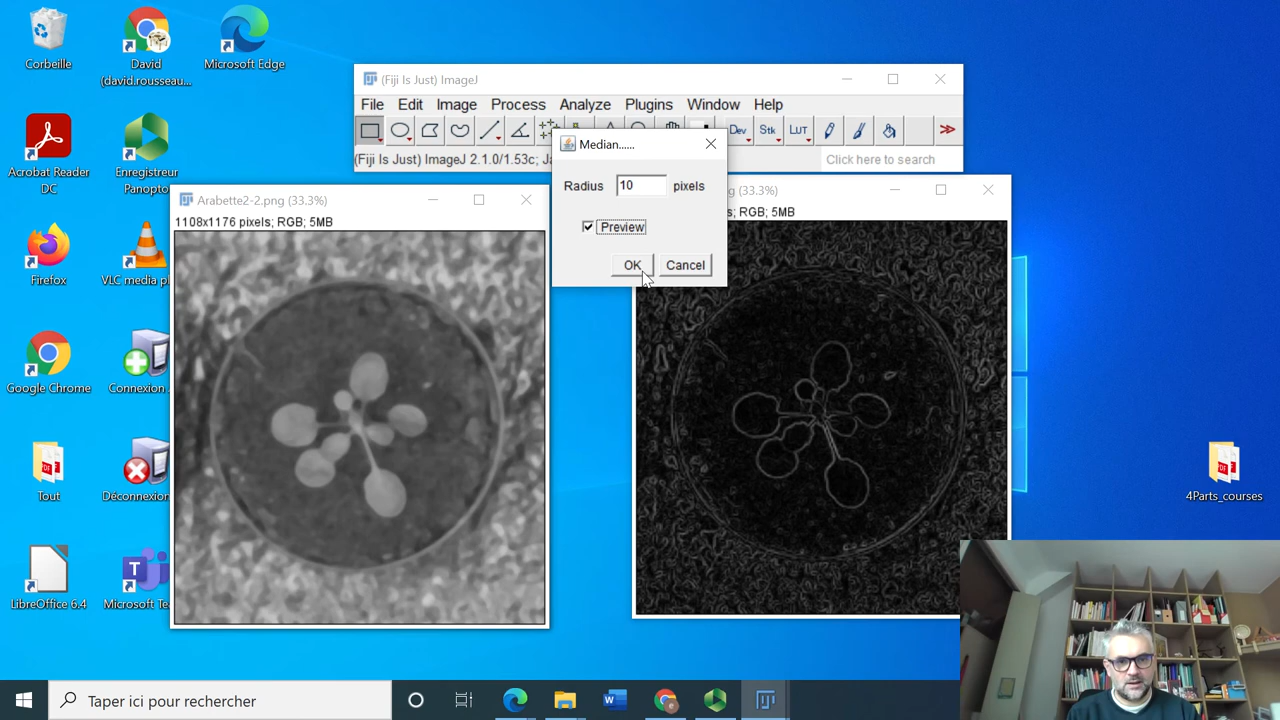 Corbeille
David
(david.rousseau...
Microsoft Edge
Acrobat Reader
DC
Enregistreur
Panopto
Firefox
VLC media pl
Google Chrome
Connexion
Tout
Déconnexion
LibreOffice 6.4
Microsoft Te
(Fiji Is Just) ImageJ
File Edit Image Process Analyze Plugins Window Help
Dev Stk LUT
(Fiji Is Just) ImageJ 2.1.0/1.53c; Ja
Click here to search
Median......
Radius 10 pixels
Preview
OK Cancel
Arabette2-2.png (33.3%)
1108x1176 pixels; RGB; 5MB
g (33.3%)
s; RGB; 5MB
4Parts_courses
Taper ici pour rechercher